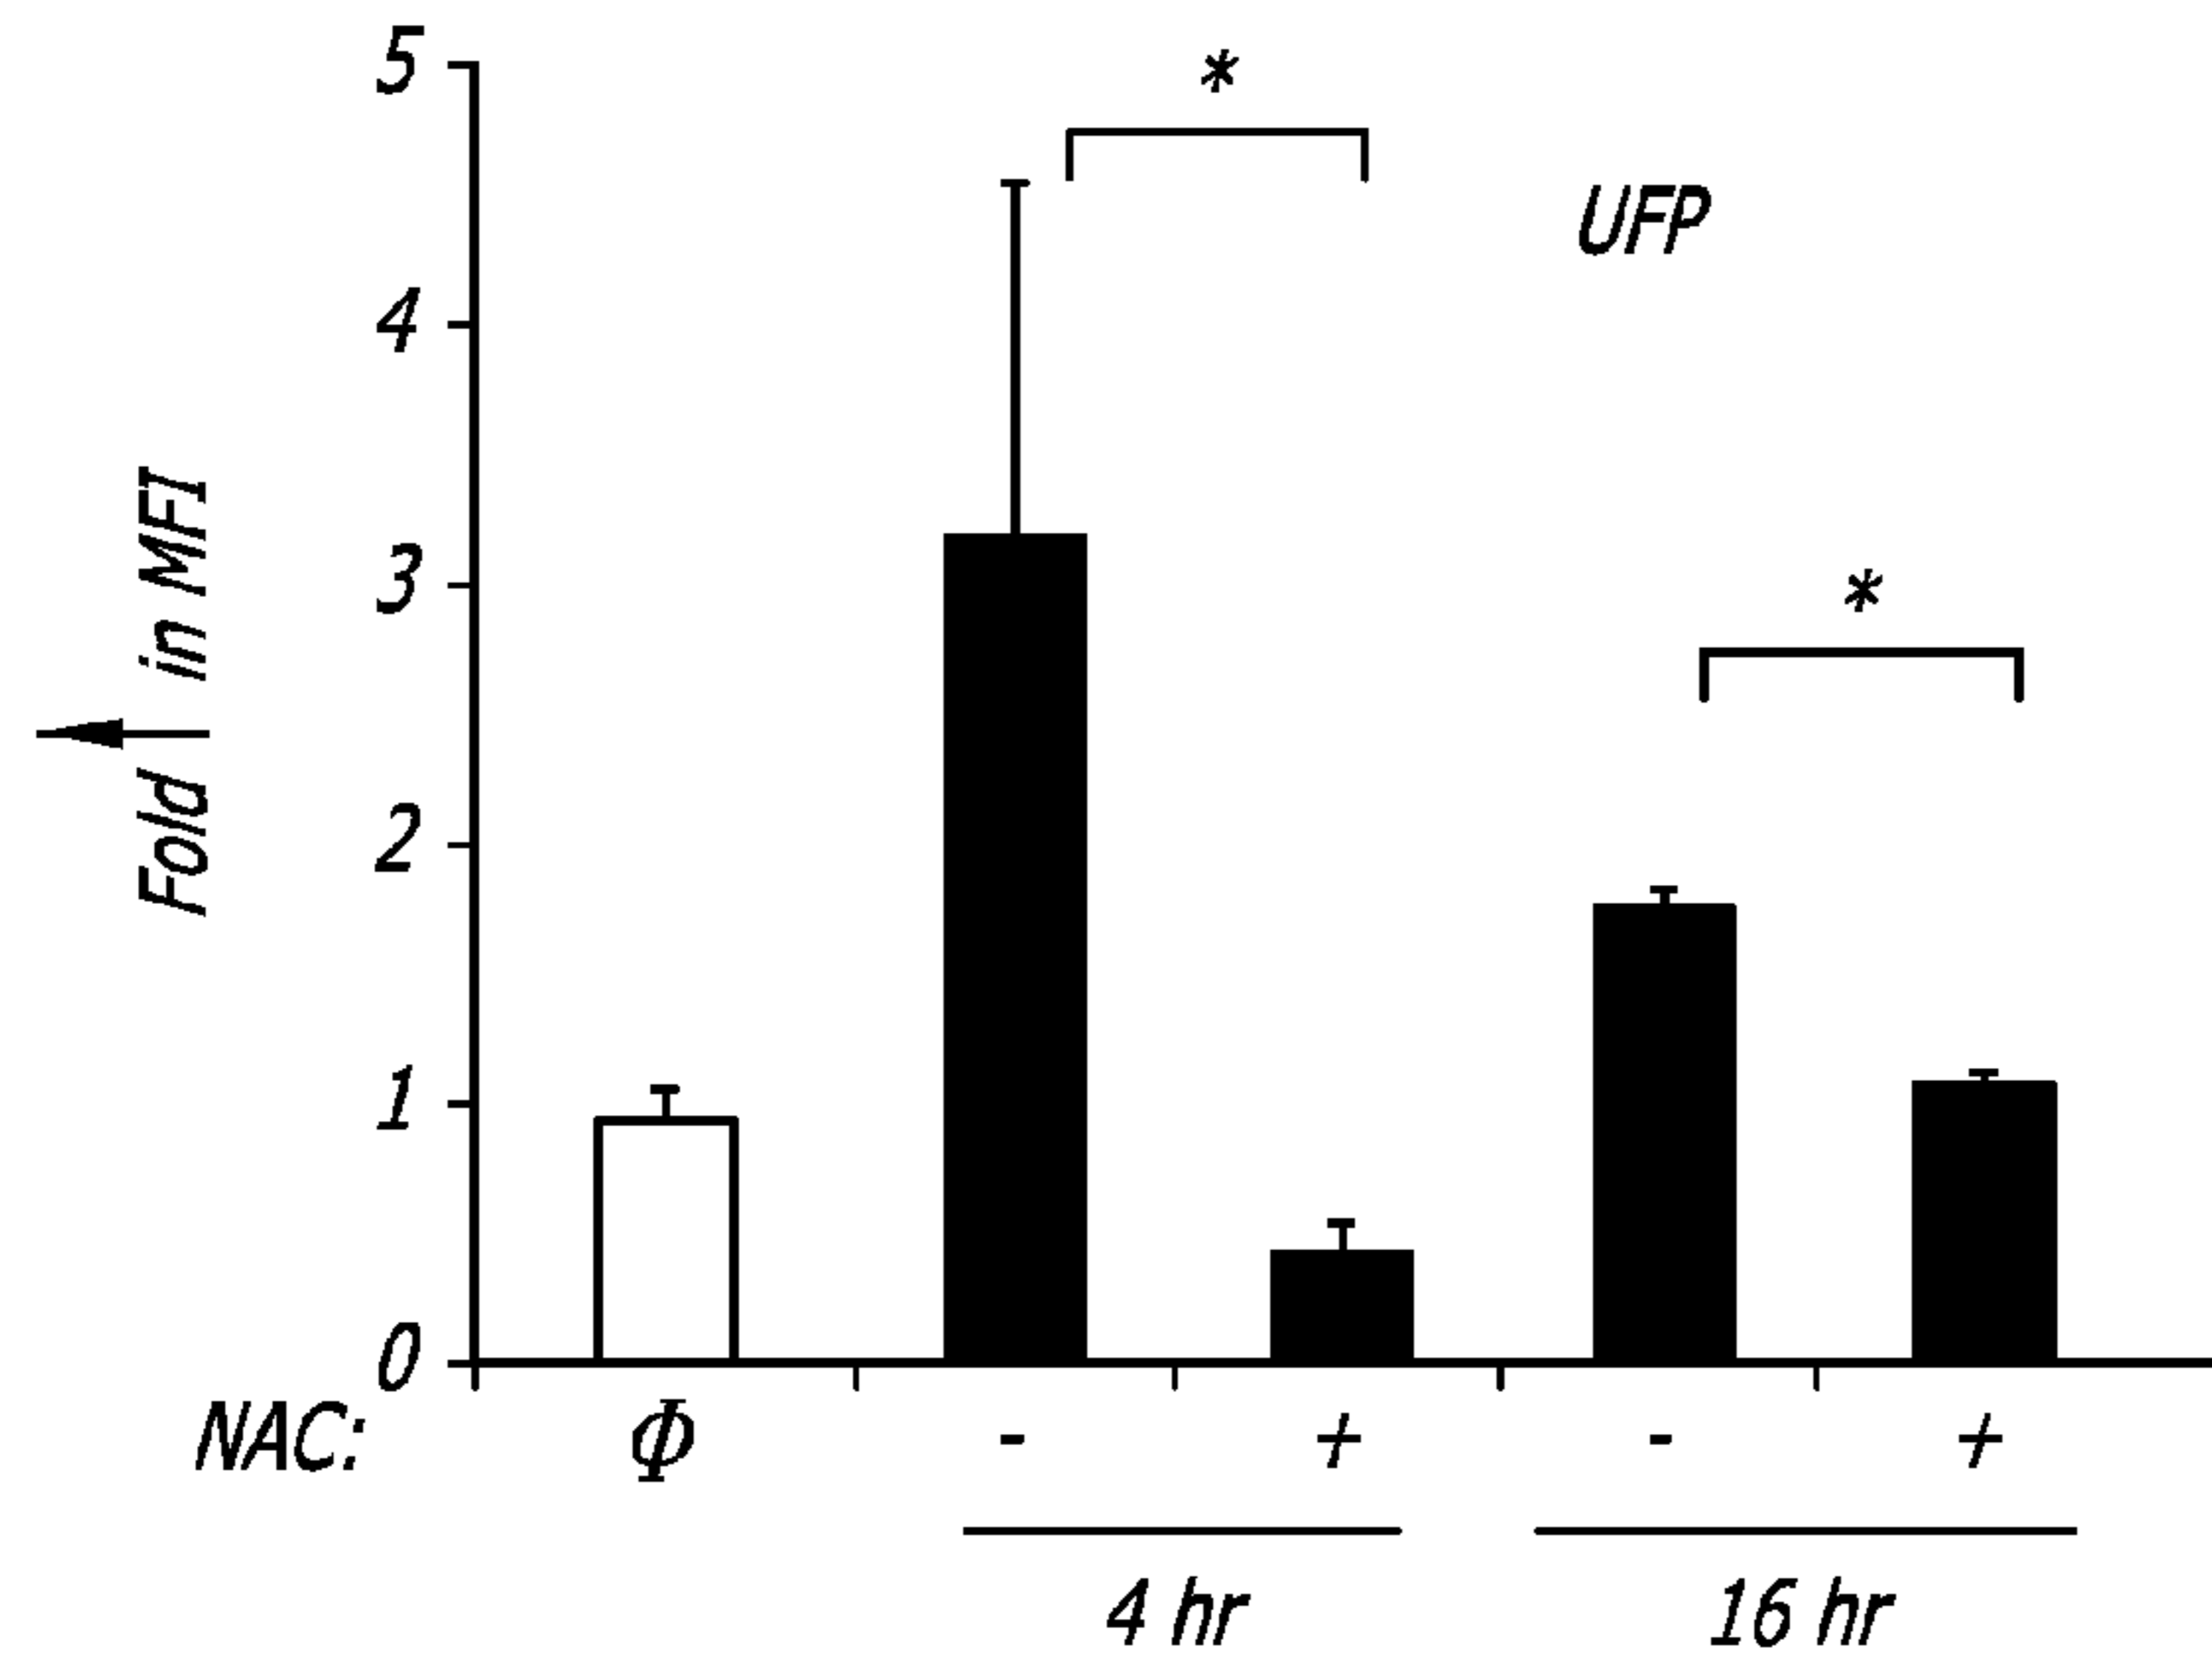 *
UFP
*
Fold in MFI
5
4
3
2
1
0
NAC: Φ - + - +
4 hr 16 hr